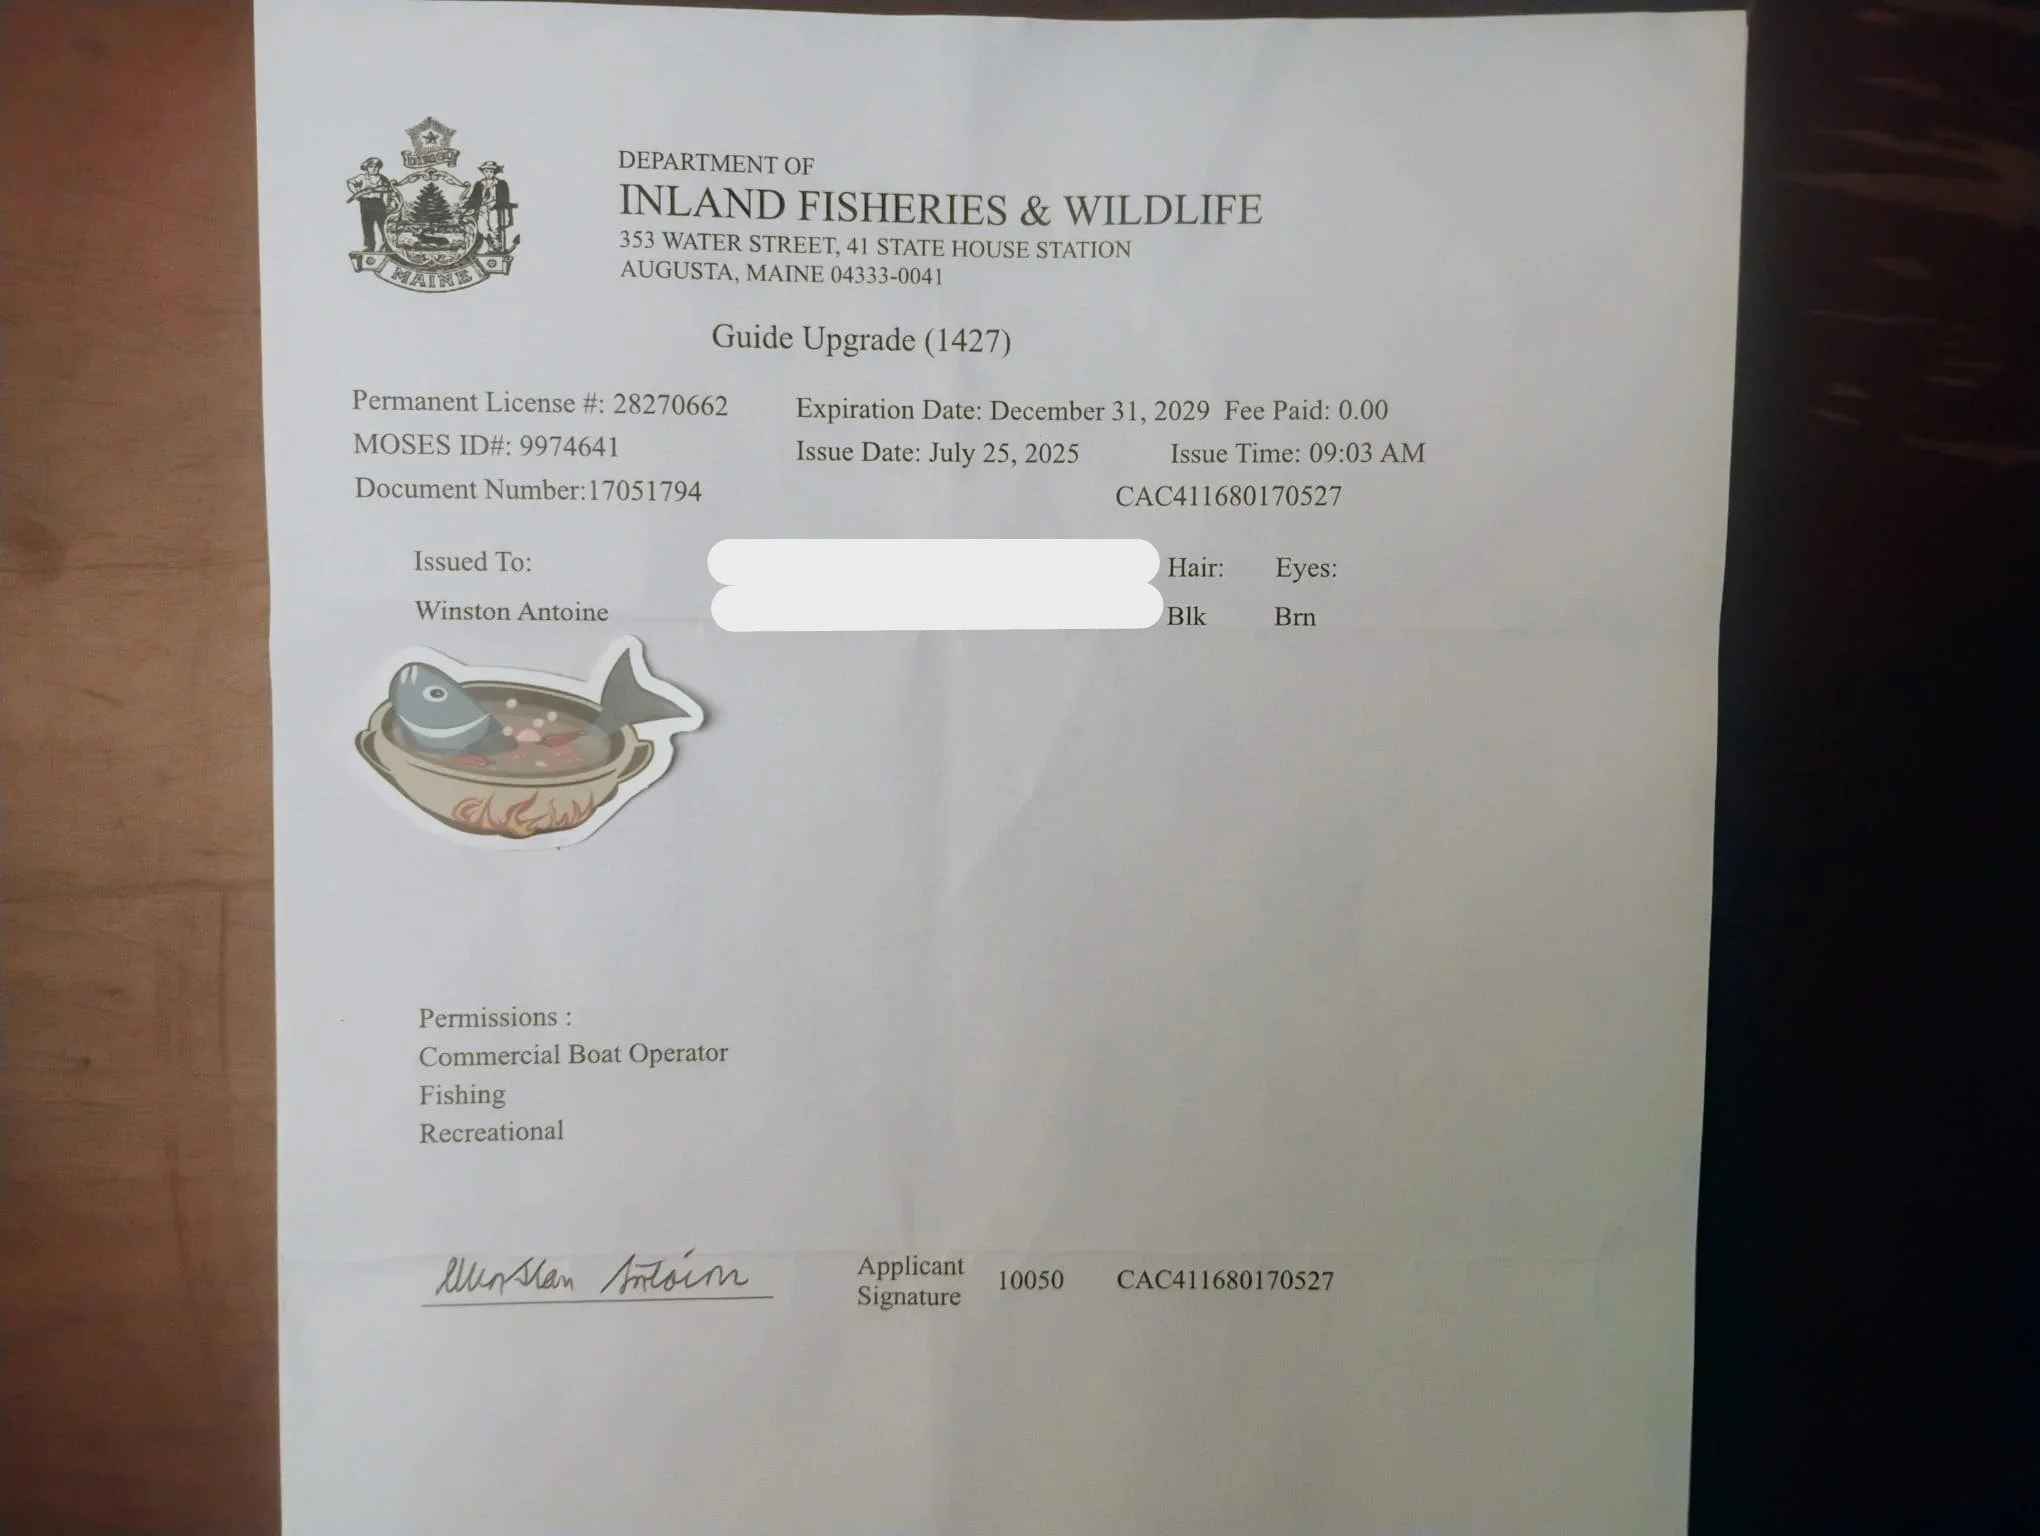 DIRIGO
MAINE
DEPARTMENT OF
INLAND FISHERIES & WILDLIFE
353 WATER STREET, 41 STATE HOUSE STATION
AUGUSTA, MAINE 04333-0041
Guide Upgrade (1427)
Permanent License #: 28270662 Expiration Date: December 31, 2029 Fee Paid: 0.00
MOSES ID#: 9974641 Issue Date: July 25, 2025 Issue Time: 09:03 AM
Document Number:17051794 CAC411680170527
Issued To: Hair: Eyes:
Winston Antoine Blk Brn
Permissions :
Commercial Boat Operator
Fishing
Recreational
Applicant
Signature 10050 CAC411680170527